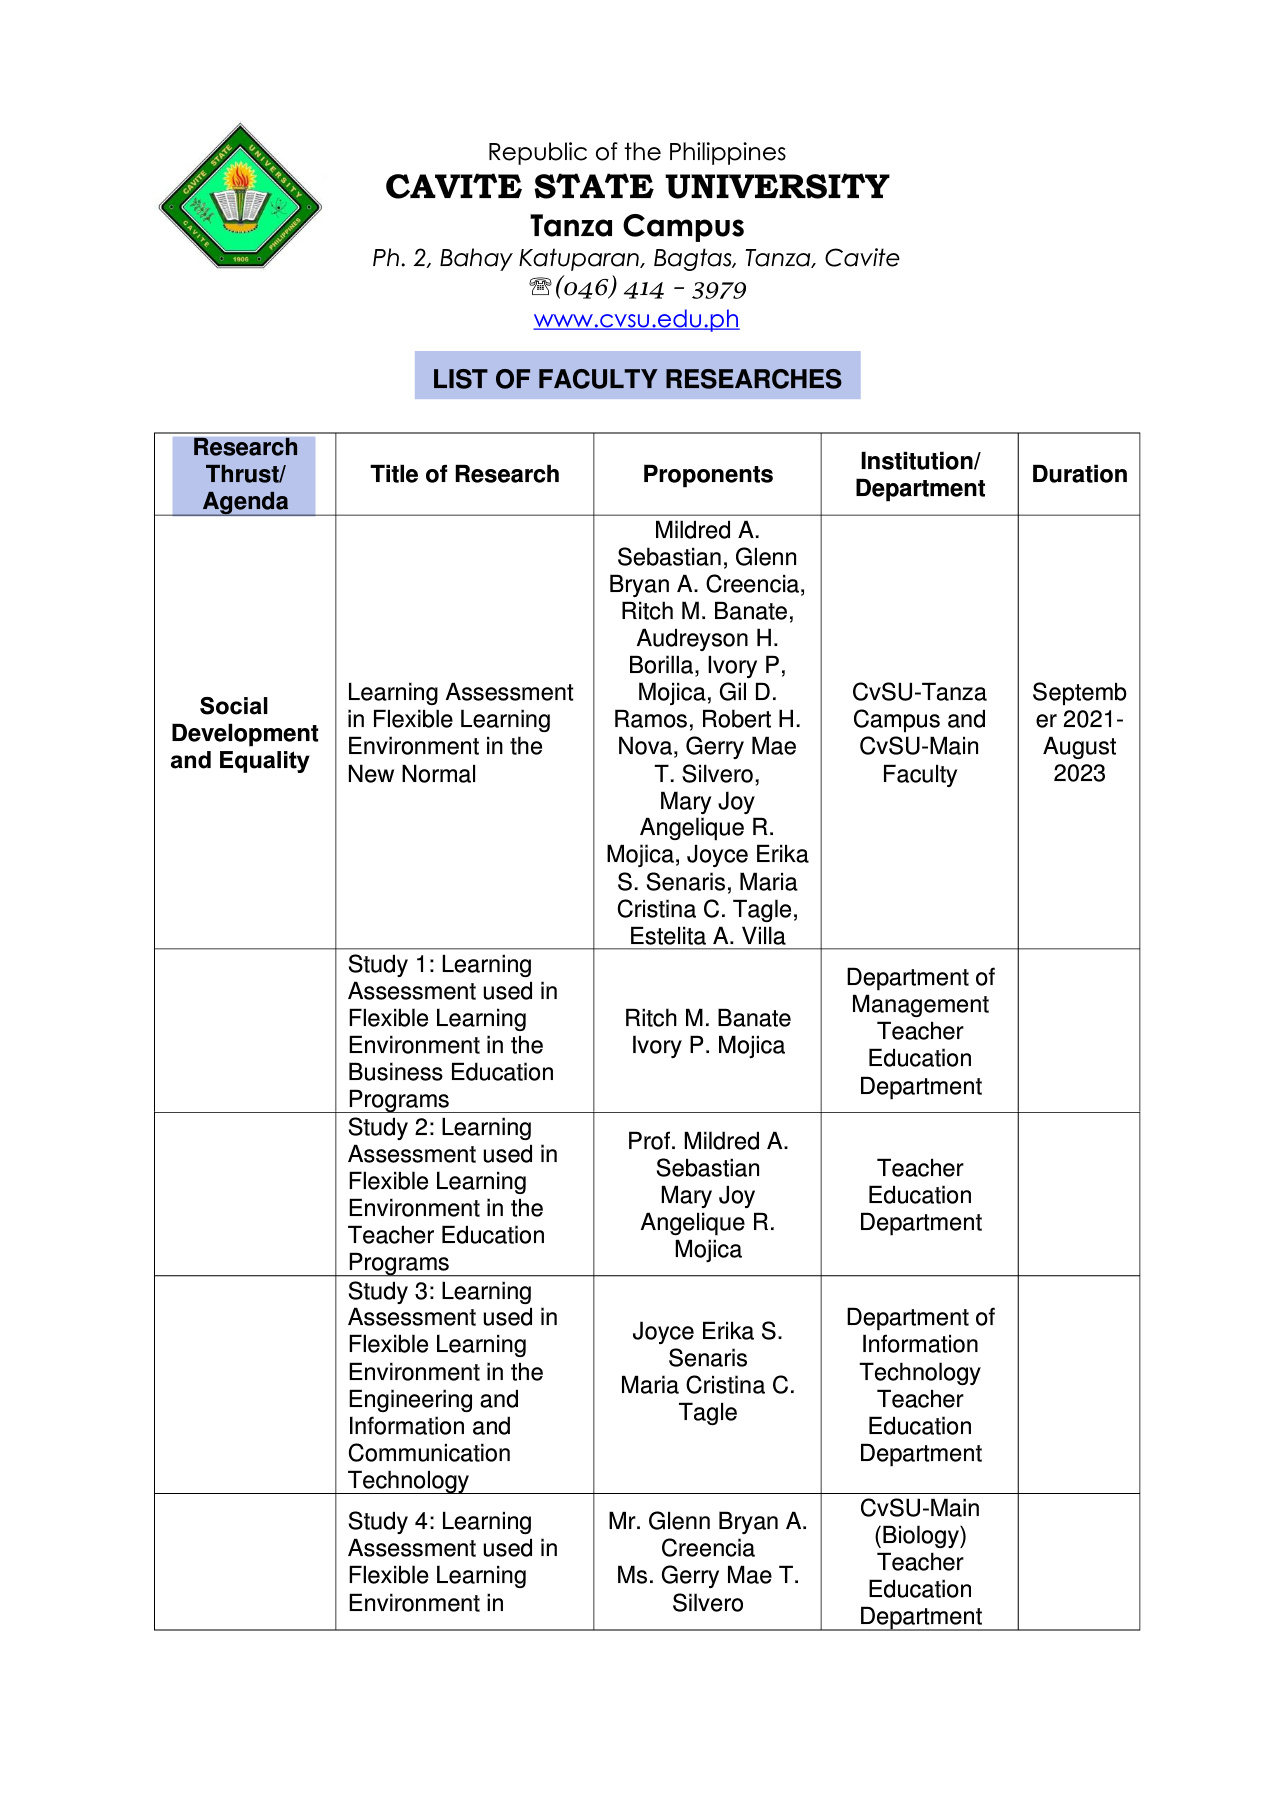 CAVITE STATE UNIVERSITY
CAVITE
PHILIPPINES
1906
Republic of the Philippines
CAVITE STATE UNIVERSITY
Tanza Campus
Ph. 2, Bahay Katuparan, Bagtas, Tanza, Cavite
☏(046) 414 – 3979
www.cvsu.edu.ph
LIST OF FACULTY RESEARCHES
Research
Thrust/
Agenda
Title of Research
Proponents
Institution/
Department
Duration
Social
Development
and Equality
Learning Assessment
in Flexible Learning
Environment in the
New Normal
Mildred A.
Sebastian, Glenn
Bryan A. Creencia,
Ritch M. Banate,
Audreyson H.
Borilla, Ivory P,
Mojica, Gil D.
Ramos, Robert H.
Nova, Gerry Mae
T. Silvero,
Mary Joy
Angelique R.
Mojica, Joyce Erika
S. Senaris, Maria
Cristina C. Tagle,
Estelita A. Villa
CvSU-Tanza
Campus and
CvSU-Main
Faculty
Septemb
er 2021-
August
2023
Study 1: Learning
Assessment used in
Flexible Learning
Environment in the
Business Education
Programs
Ritch M. Banate
Ivory P. Mojica
Department of
Management
Teacher
Education
Department
Study 2: Learning
Assessment used in
Flexible Learning
Environment in the
Teacher Education
Programs
Prof. Mildred A.
Sebastian
Mary Joy
Angelique R.
Mojica
Teacher
Education
Department
Study 3: Learning
Assessment used in
Flexible Learning
Environment in the
Engineering and
Information and
Communication
Technology
Joyce Erika S.
Senaris
Maria Cristina C.
Tagle
Department of
Information
Technology
Teacher
Education
Department
Study 4: Learning
Assessment used in
Flexible Learning
Environment in
Mr. Glenn Bryan A.
Creencia
Ms. Gerry Mae T.
Silvero
CvSU-Main
(Biology)
Teacher
Education
Department